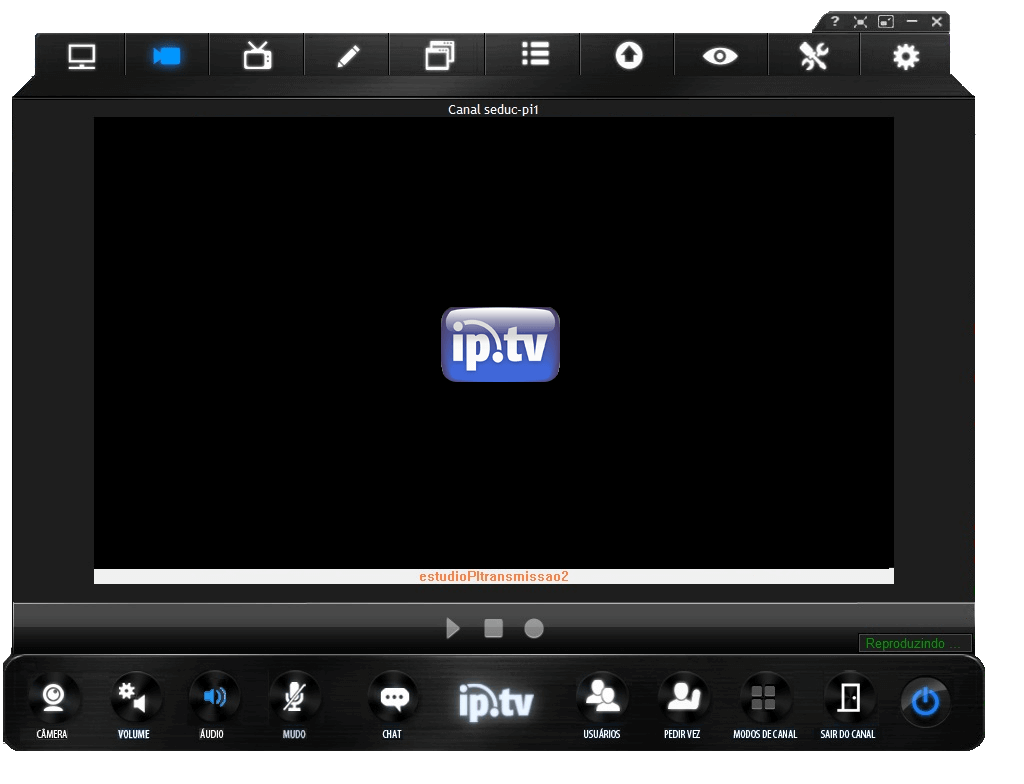 ?
Canal seduc-pi1
ip.tv
estudioPItransmissao2
Reproduzindo ...
ip.tv
CÂMERA
VOLUME
ÁUDIO
MUDO
CHAT
USUÁRIOS
PEDIR VEZ
MODOS DE CANAL
SAIR DO CANAL